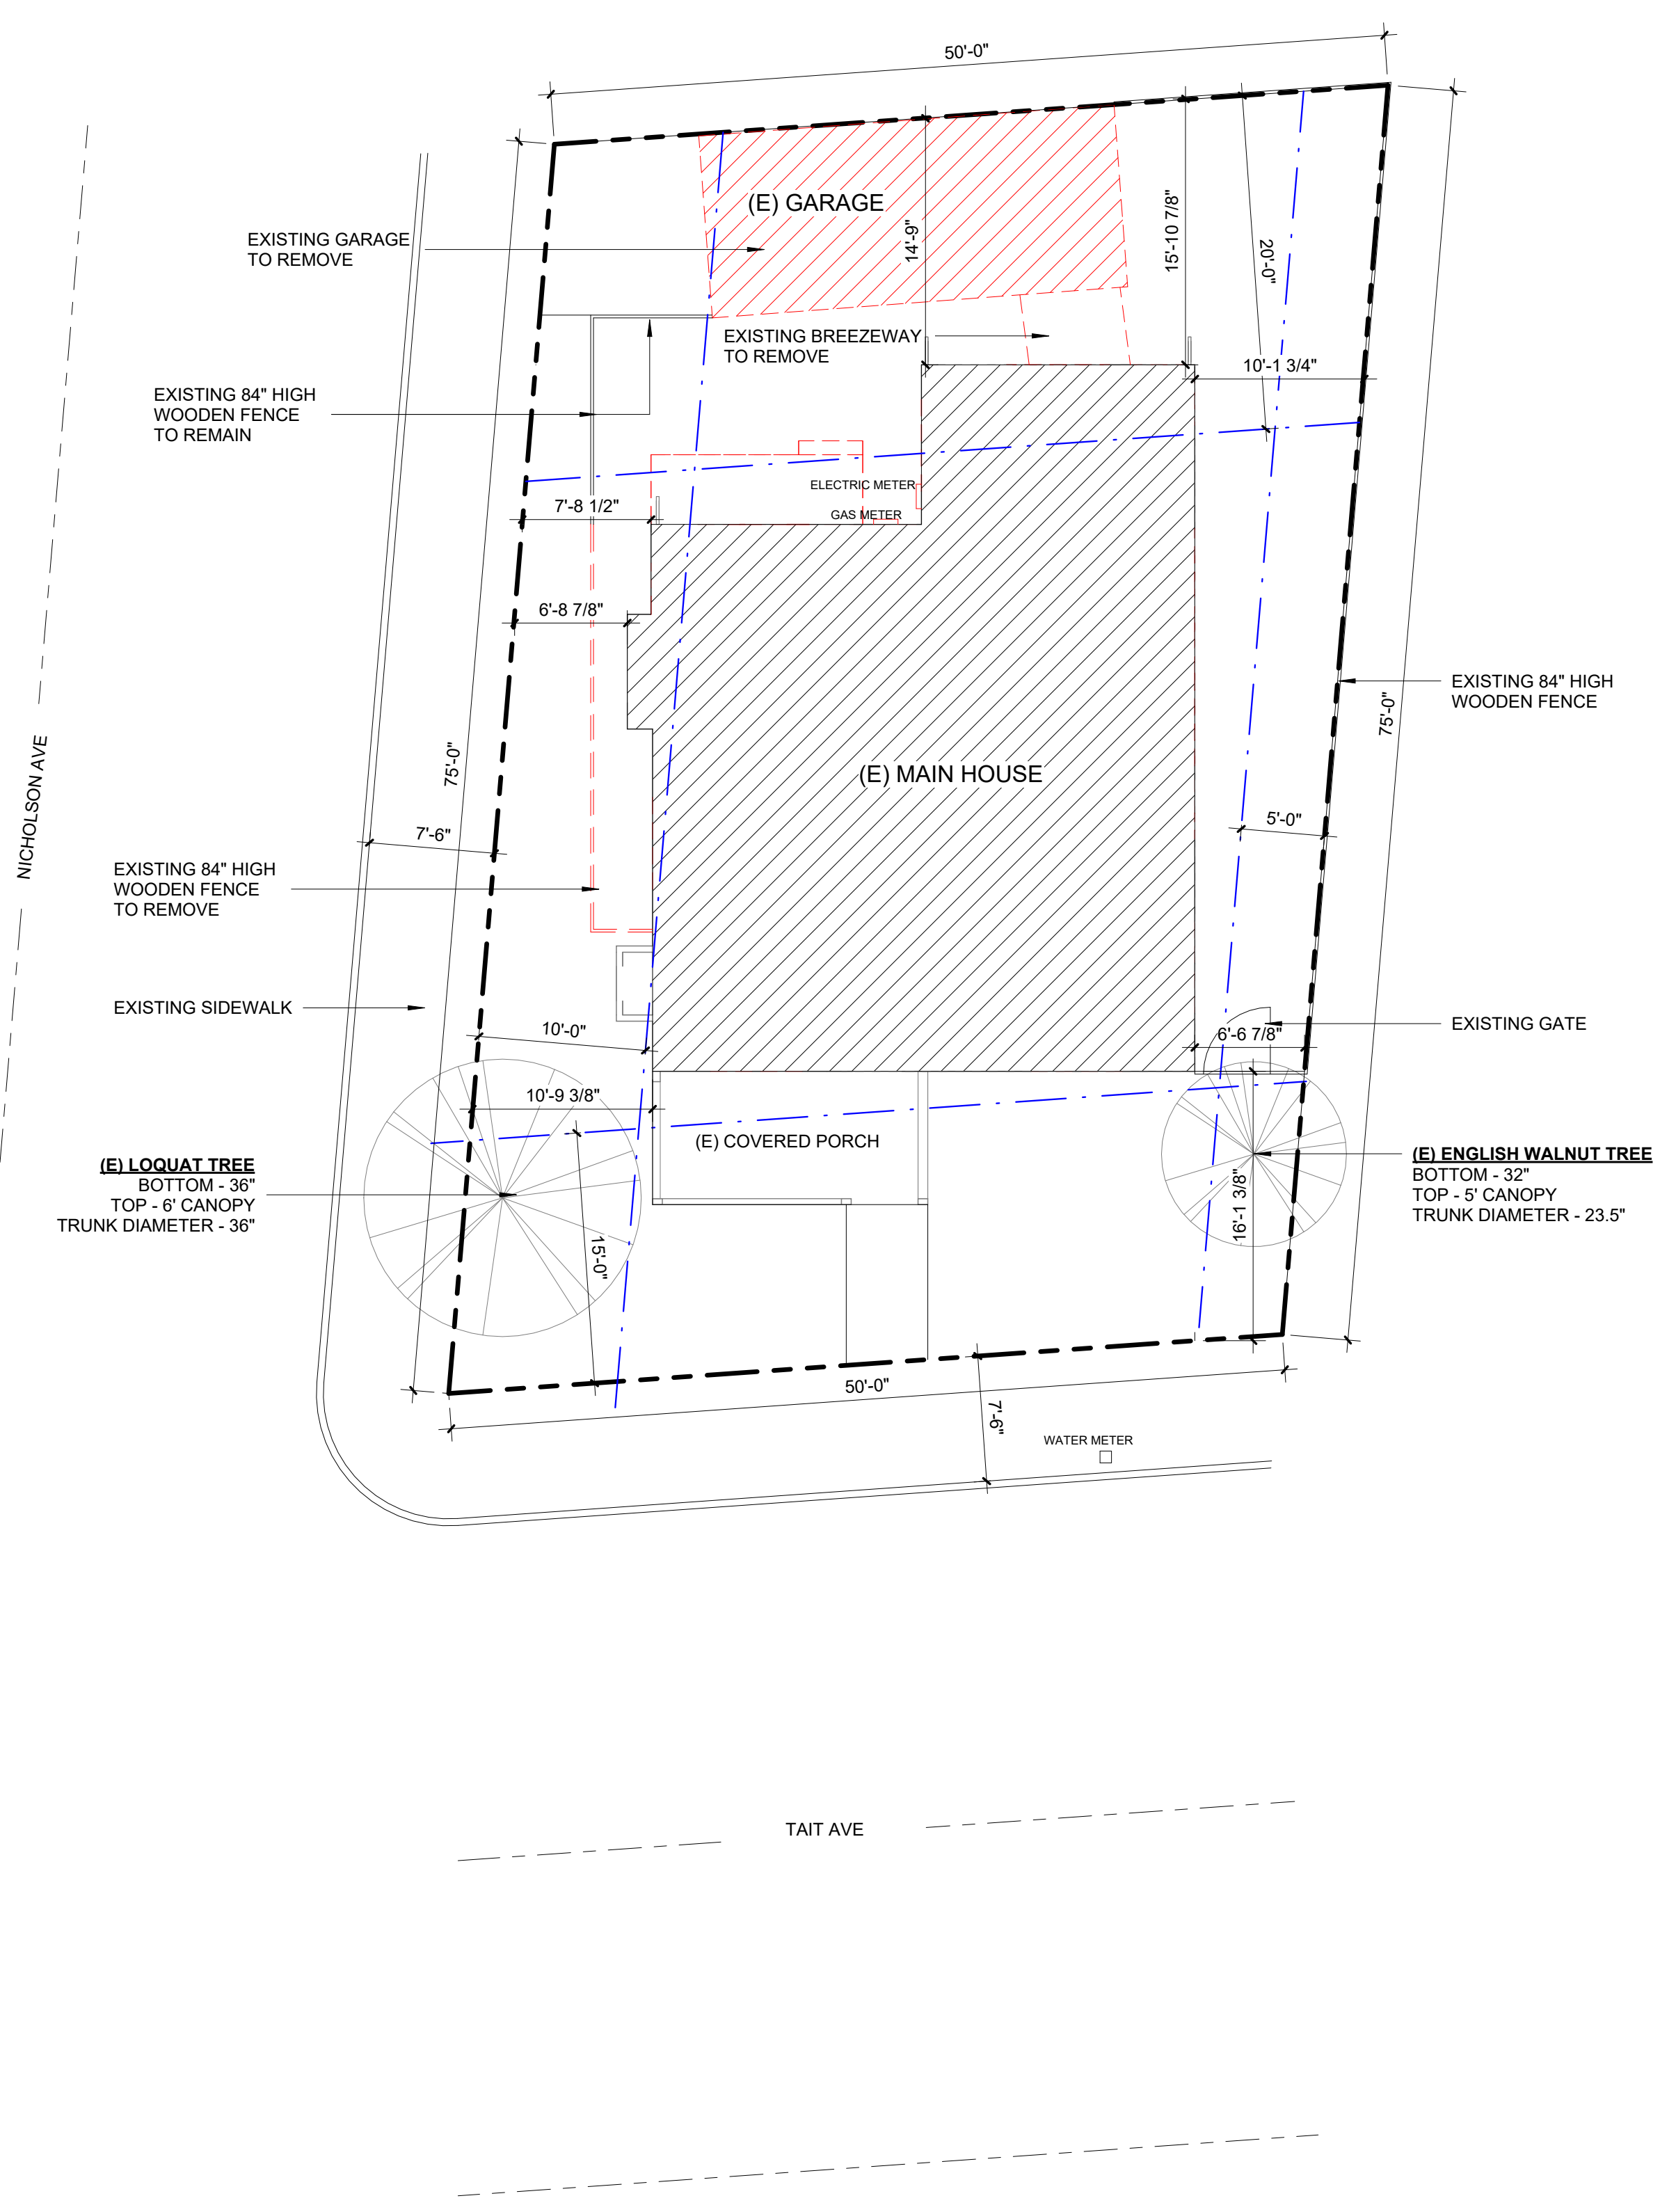 50'-0"
(E) GARAGE
EXISTING GARAGE
TO REMOVE
14'-9"
15'-10 7/8"
20'-0"
EXISTING BREEZEWAY
TO REMOVE
10'-1 3/4"
EXISTING 84" HIGH
WOODEN FENCE
TO REMAIN
ELECTRIC METER
GAS METER
7'-8 1/2"
6'-8 7/8"
EXISTING 84" HIGH
WOODEN FENCE
75'-0"
75'-0"
(E) MAIN HOUSE
NICHOLSON AVE
7'-6"
5'-0"
EXISTING 84" HIGH
WOODEN FENCE
TO REMOVE
EXISTING SIDEWALK
10'-0"
6'-6 7/8"
EXISTING GATE
10'-9 3/8"
(E) COVERED PORCH
(E) LOQUAT TREE
BOTTOM - 36"
TOP - 6' CANOPY
TRUNK DIAMETER - 36"
15'-0"
16'-1 3/8"
(E) ENGLISH WALNUT TREE
BOTTOM - 32"
TOP - 5' CANOPY
TRUNK DIAMETER - 23.5"
50'-0"
7'-6"
WATER METER
TAIT AVE